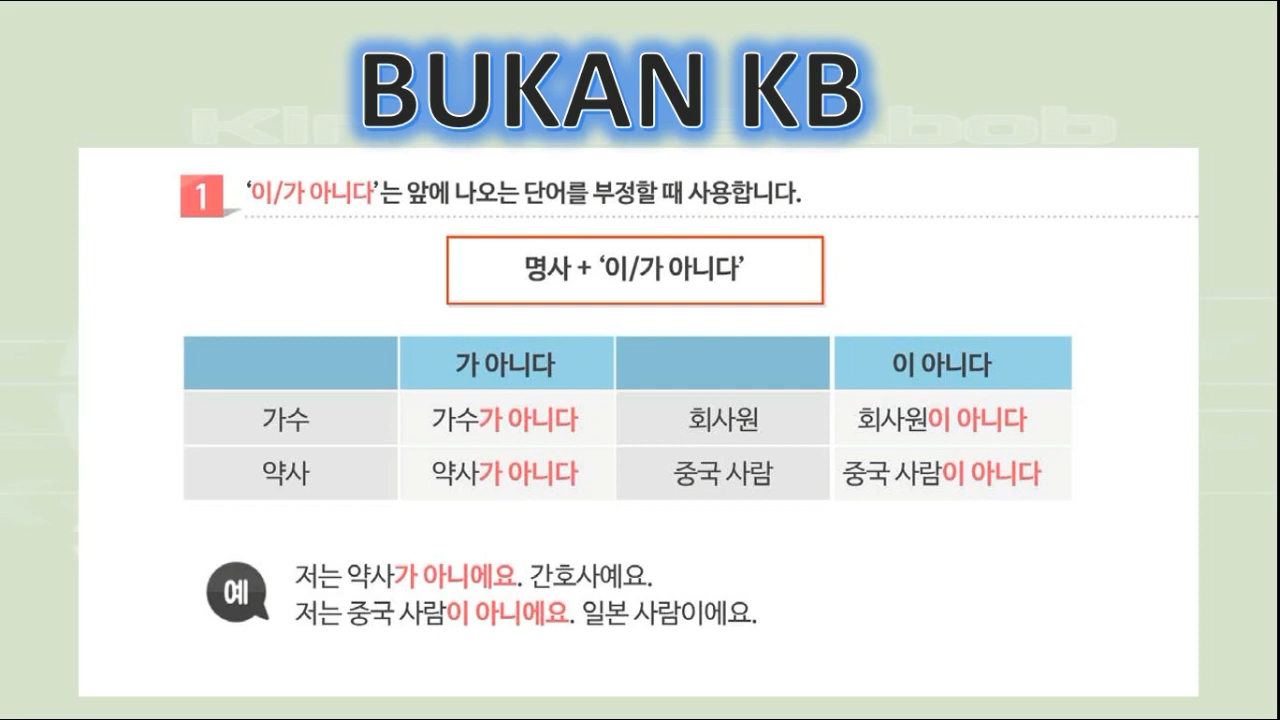 BUKAN KB
1 '이/가 아니다'는 앞에 나오는 단어를 부정할 때 사용합니다.
명사 + '이/가 아니다'
가 아니다 이 아니다
가수 가수가 아니다 회사원 회사원이 아니다
약사 약사가 아니다 중국 사람 중국 사람이 아니다
예
저는 약사가 아니에요. 간호사예요.
저는 중국 사람이 아니에요. 일본 사람이에요.